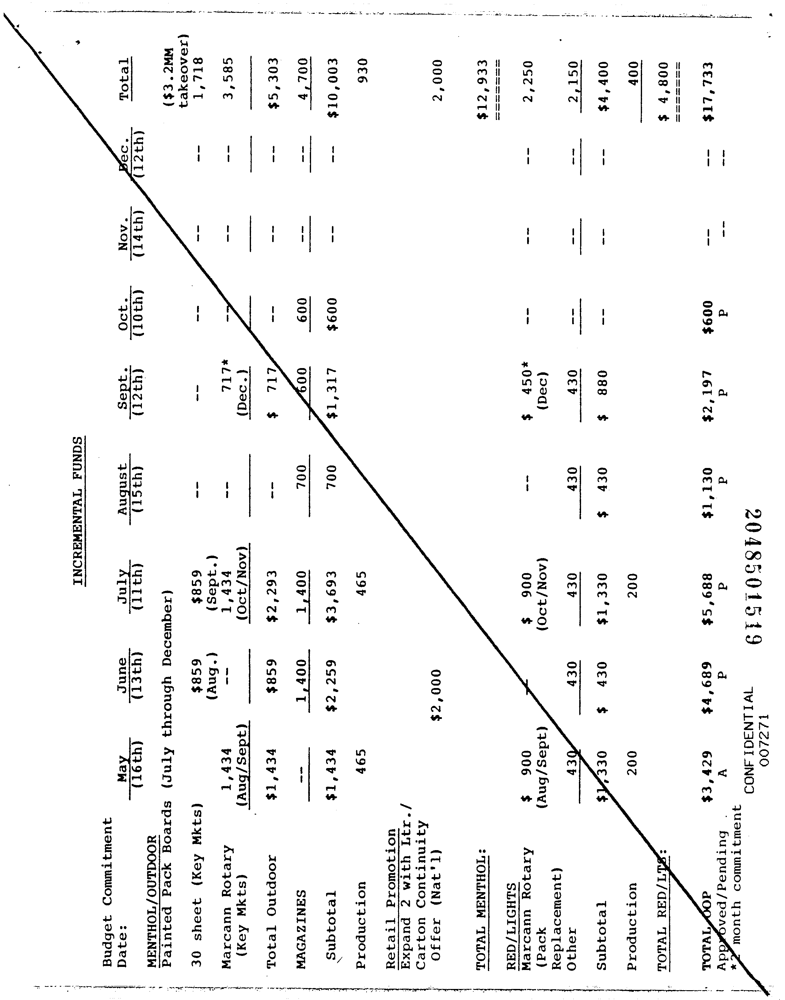 INCREMENTAL FUNDS
Budget Commitment May June July August Sept. Oct. Nov. Dec. Total
Date: (16th) (13th) (11th) (15th) (12th) (10th) (14th) (12th)
MENTHOL/OUTDOOR
Painted Pack Boards (July through December) ($3.2MM
takeover)
30 sheet (Key Mkts) $859 $859 -- -- -- -- -- 1,718
(Aug.) (Sept.)
Marcann Rotary 1,434 -- 1,434 -- 717* -- -- -- 3,585
(Key Mkts) (Aug/Sept) (Oct/Nov) (Dec.)
Total Outdoor $1,434 $859 $2,293 -- $ 717 -- -- -- $5,303
MAGAZINES -- 1,400 1,400 700 600 600 -- -- 4,700
Subtotal $1,434 $2,259 $3,693 700 $1,317 $600 -- -- $10,003
Production 465 465 930
Retail Promotion
Expand 2 with Ltr./
Carton Continuity
Offer (Nat'l) $2,000 2,000
TOTAL MENTHOL: $12,933
=======
RED/LIGHTS
Marcann Rotary $ 900 -- $ 900 -- $ 450* -- -- -- 2,250
(Pack (Aug/Sept) (Oct/Nov) (Dec)
Replacement)
Other 430 430 430 430 430 -- -- -- 2,150
Subtotal $1,330 $ 430 $1,330 $ 430 $ 880 -- -- -- $4,400
Production 200 200 400
TOTAL RED/LTS: $ 4,800
=======
TOTAL OOP $3,429 $4,689 $5,688 $1,130 $2,197 $600 -- -- $17,733
Approved/Pending A P P P P P -- --
month commitment
CONFIDENTIAL
007271
2048501519